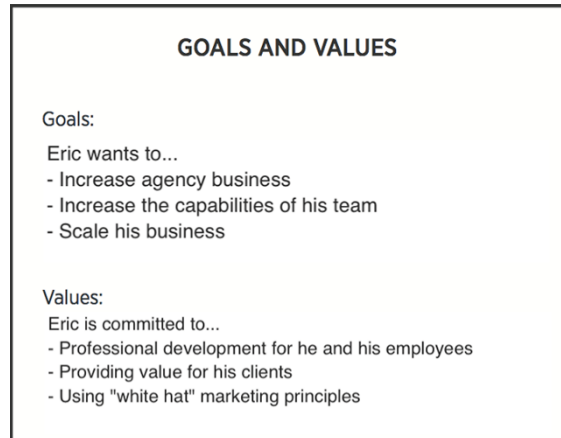 GOALS AND VALUES
Goals:
Eric wants to...
- Increase agency business
- Increase the capabilities of his team
- Scale his business
Values:
Eric is committed to...
- Professional development for he and his employees
- Providing value for his clients
- Using "white hat" marketing principles